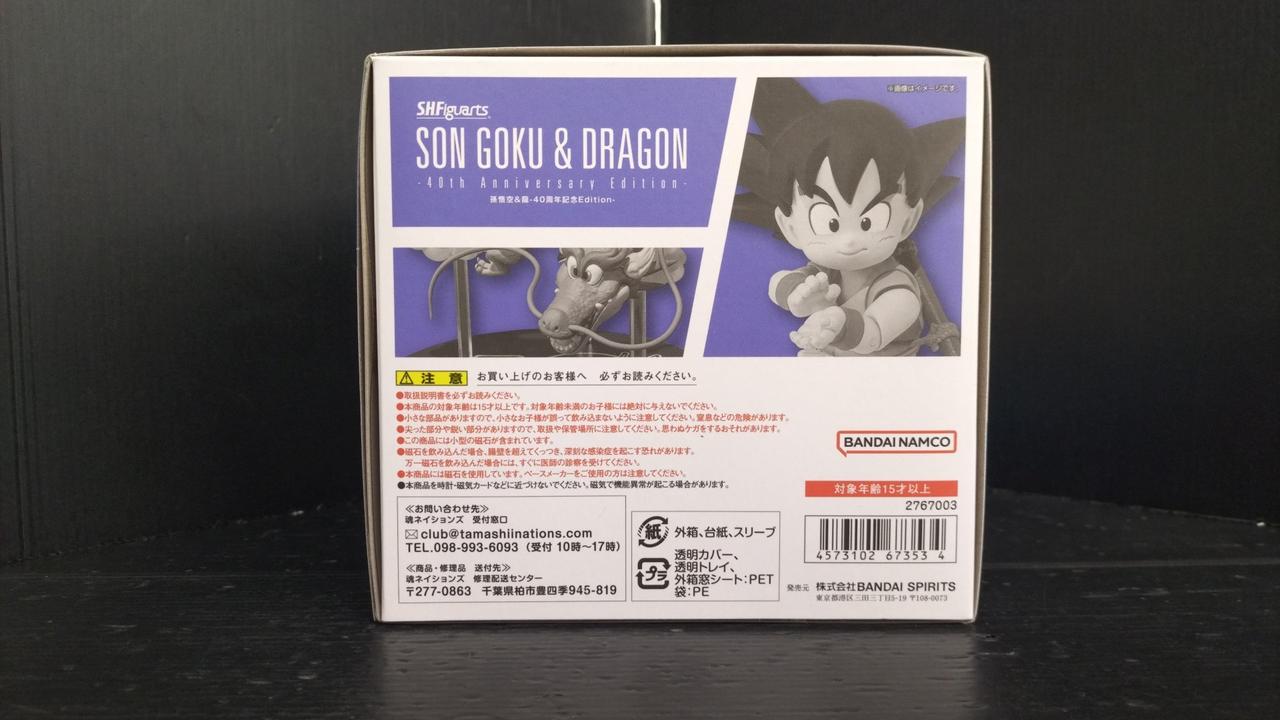 S.H.Figuarts
SON GOKU & DRAGON
-40th Anniversary Edition-
孫悟空&龍-40周年記念Edition-
※画像はイメージです。
注意 お買い上げのお客様へ 必ずお読みください。
●取扱説明書を必ずお読みください。
●本商品の対象年齢は15才以上です。対象年齢未満のお子様には絶対に与えないでください。
●小さな部品がありますので、小さなお子様が誤って飲み込まないように注意してください。窒息などの危険があります。
●尖った部分や鋭い部分がありますので、取扱や保管場所に注意してください。思わぬケガをするおそれがあります。
●この商品には小型の磁石が含まれています。
●磁石を飲み込んだ場合、腸壁を超えてくっつき、深刻な感染症を起こす恐れがあります。
万一磁石を飲み込んだ場合には、すぐに医師の診察を受けてください。
●本商品には磁石を使用しています。ペースメーカーをご使用の方は注意してください。
●本商品を時計・磁気カードなどに近づけないでください。磁気で機能異常が起こる場合があります。
BANDAI NAMCO
対象年齢15才以上
2767003
4573102 67353 4
≪お問い合わせ先≫
魂ネイションズ 受付窓口
club@tamashiinations.com
TEL.098-993-6093（受付 10時〜17時）
≪商品・修理品 送付先≫
魂ネイションズ 修理配送センター
〒277-0863 千葉県柏市豊四季945-819
紙 外箱、台紙、スリーブ
プラ 透明カバー、
透明トレイ、
外箱窓シート:PET
袋:PE
発売元 株式会社BANDAI SPIRITS
東京都港区三田三丁目5-19 〒108-0073